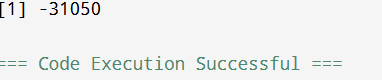 [1] -31050
=== Code Execution Successful ===